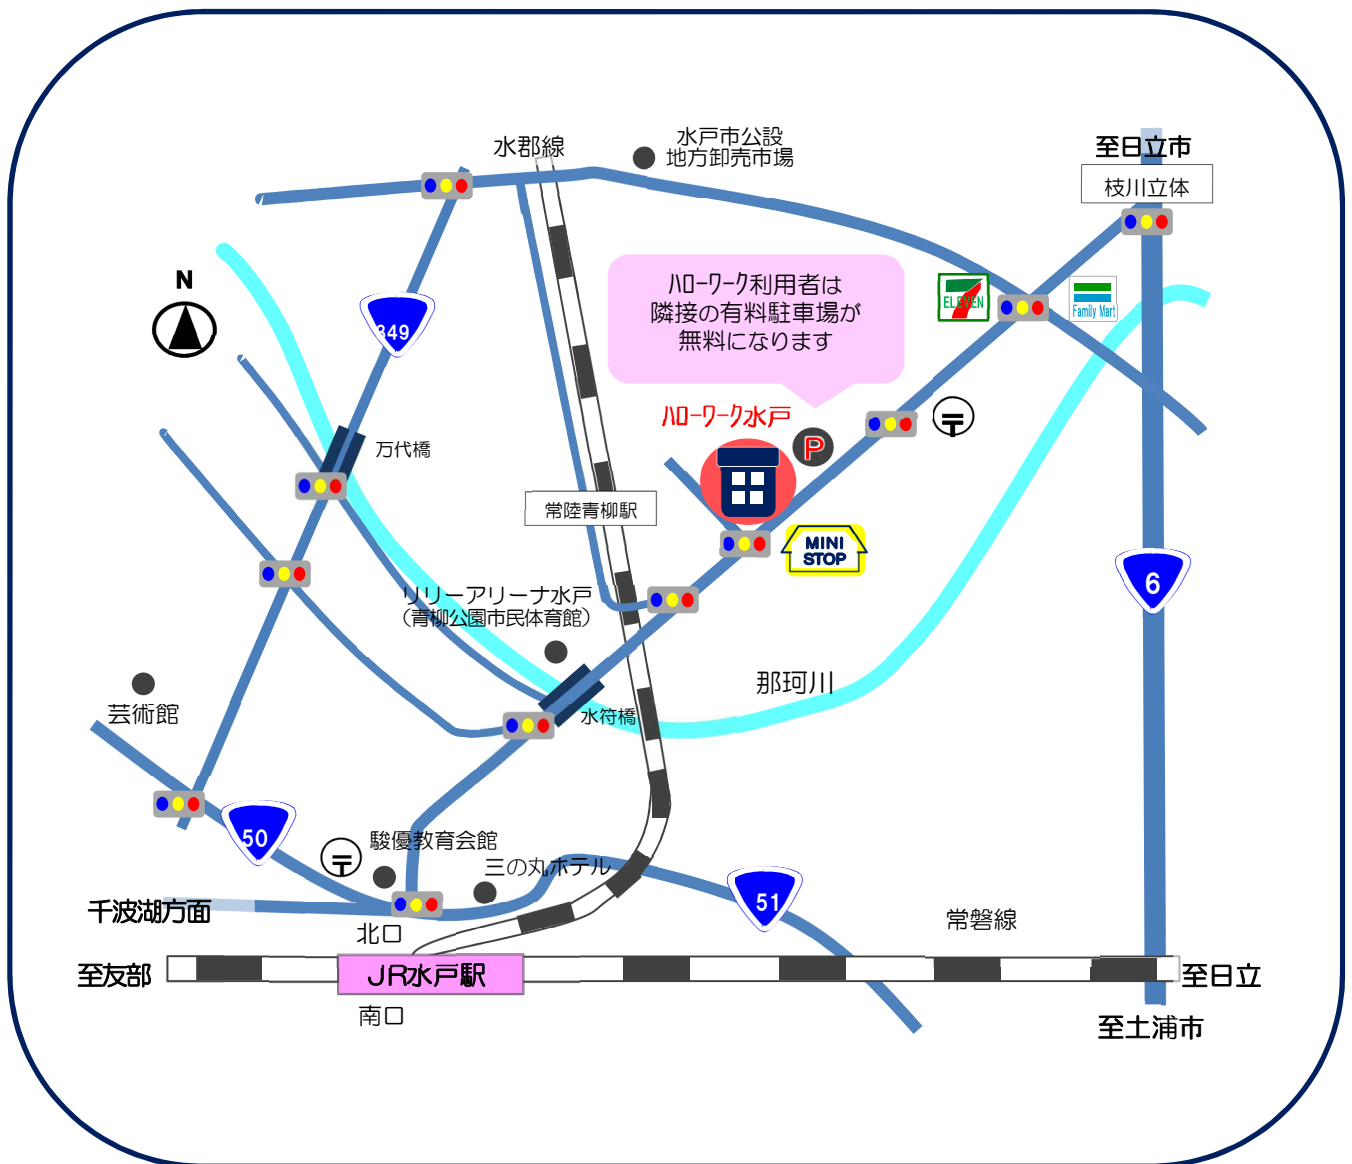 水郡線
水戸市公設
地方卸売市場
至日立市
枝川立体
N
ハローワーク利用者は
隣接の有料駐車場が
無料になります
ELEVEN
Family Mart
349
ハローワーク水戸
P
〒
万代橋
常陸青柳駅
MINI
STOP
6
リリーアリーナ水戸
（青柳公園市民体育館）
那珂川
水符橋
芸術館
50
〒
駿優教育会館
三の丸ホテル
51
千波湖方面
北口
常磐線
至友部
JR水戸駅
至日立
南口
至土浦市